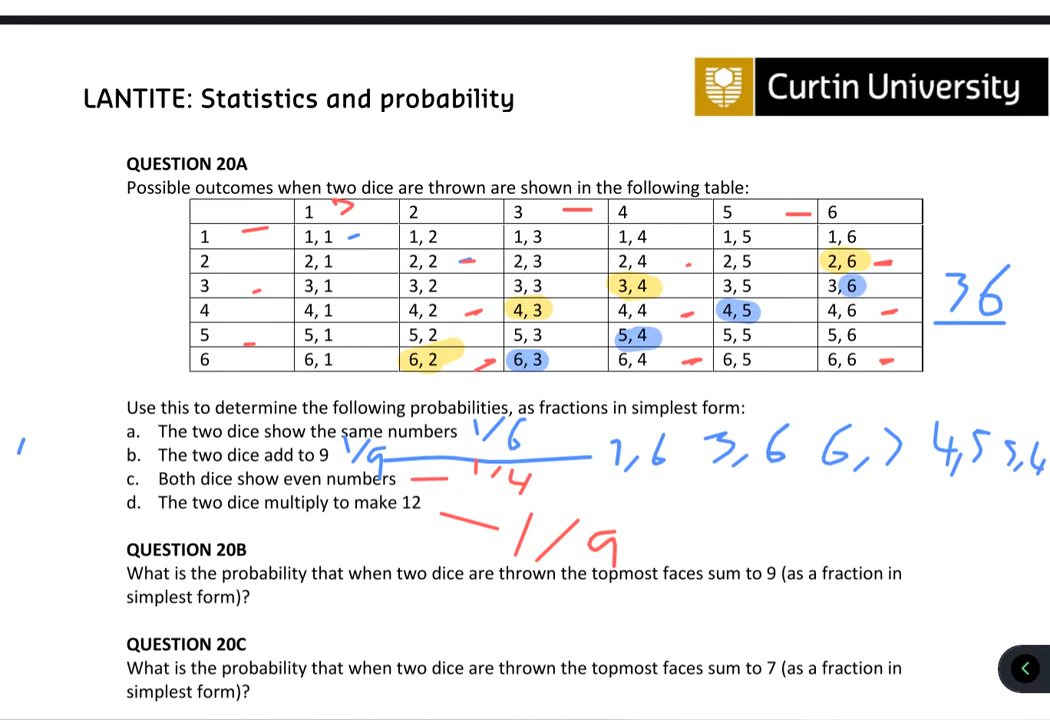 Curtin University
LANTITE: Statistics and probability
QUESTION 20A
Possible outcomes when two dice are thrown are shown in the following table:
1 2 3 4 5 6
1 1, 1 1, 2 1, 3 1, 4 1, 5 1, 6
2 2, 1 2, 2 2, 3 2, 4 2, 5 2, 6
3 3, 1 3, 2 3, 3 3, 4 3, 5 3, 6
4 4, 1 4, 2 4, 3 4, 4 4, 5 4, 6
5 5, 1 5, 2 5, 3 5, 4 5, 5 5, 6
6 6, 1 6, 2 6, 3 6, 4 6, 5 6, 6
36
Use this to determine the following probabilities, as fractions in simplest form:
a. The two dice show the same numbers 1/6
b. The two dice add to 9 1/9 3, 6 4,5 5,4
c. Both dice show even numbers 1/4
d. The two dice multiply to make 12 1/9
QUESTION 20B
What is the probability that when two dice are thrown the topmost faces sum to 9 (as a fraction in
simplest form)?
QUESTION 20C
What is the probability that when two dice are thrown the topmost faces sum to 7 (as a fraction in
simplest form)?